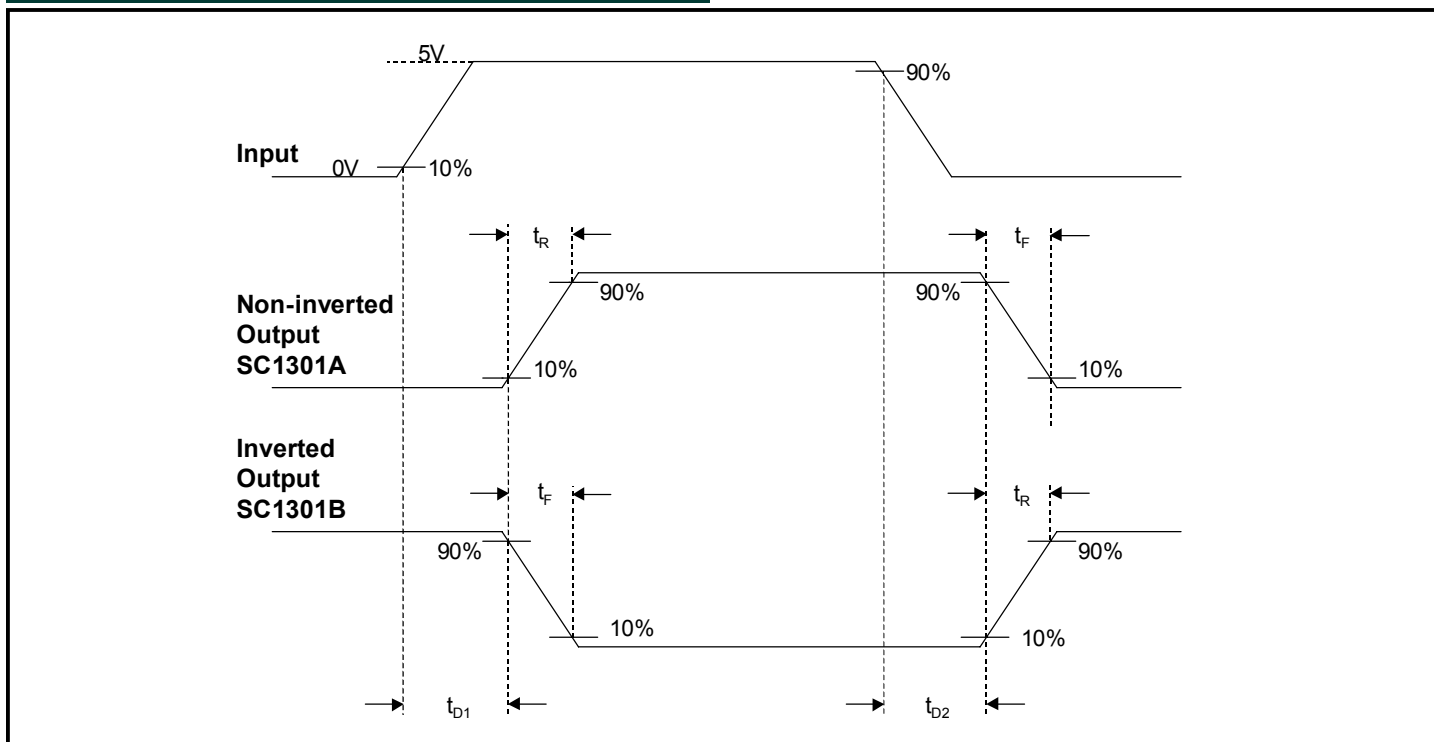 5V
90%
Input
0V
10%
tR
tF
Non-inverted
Output
SC1301A
90%
90%
10%
10%
Inverted
Output
SC1301B
tF
tR
90%
90%
10%
10%
tD1
tD2